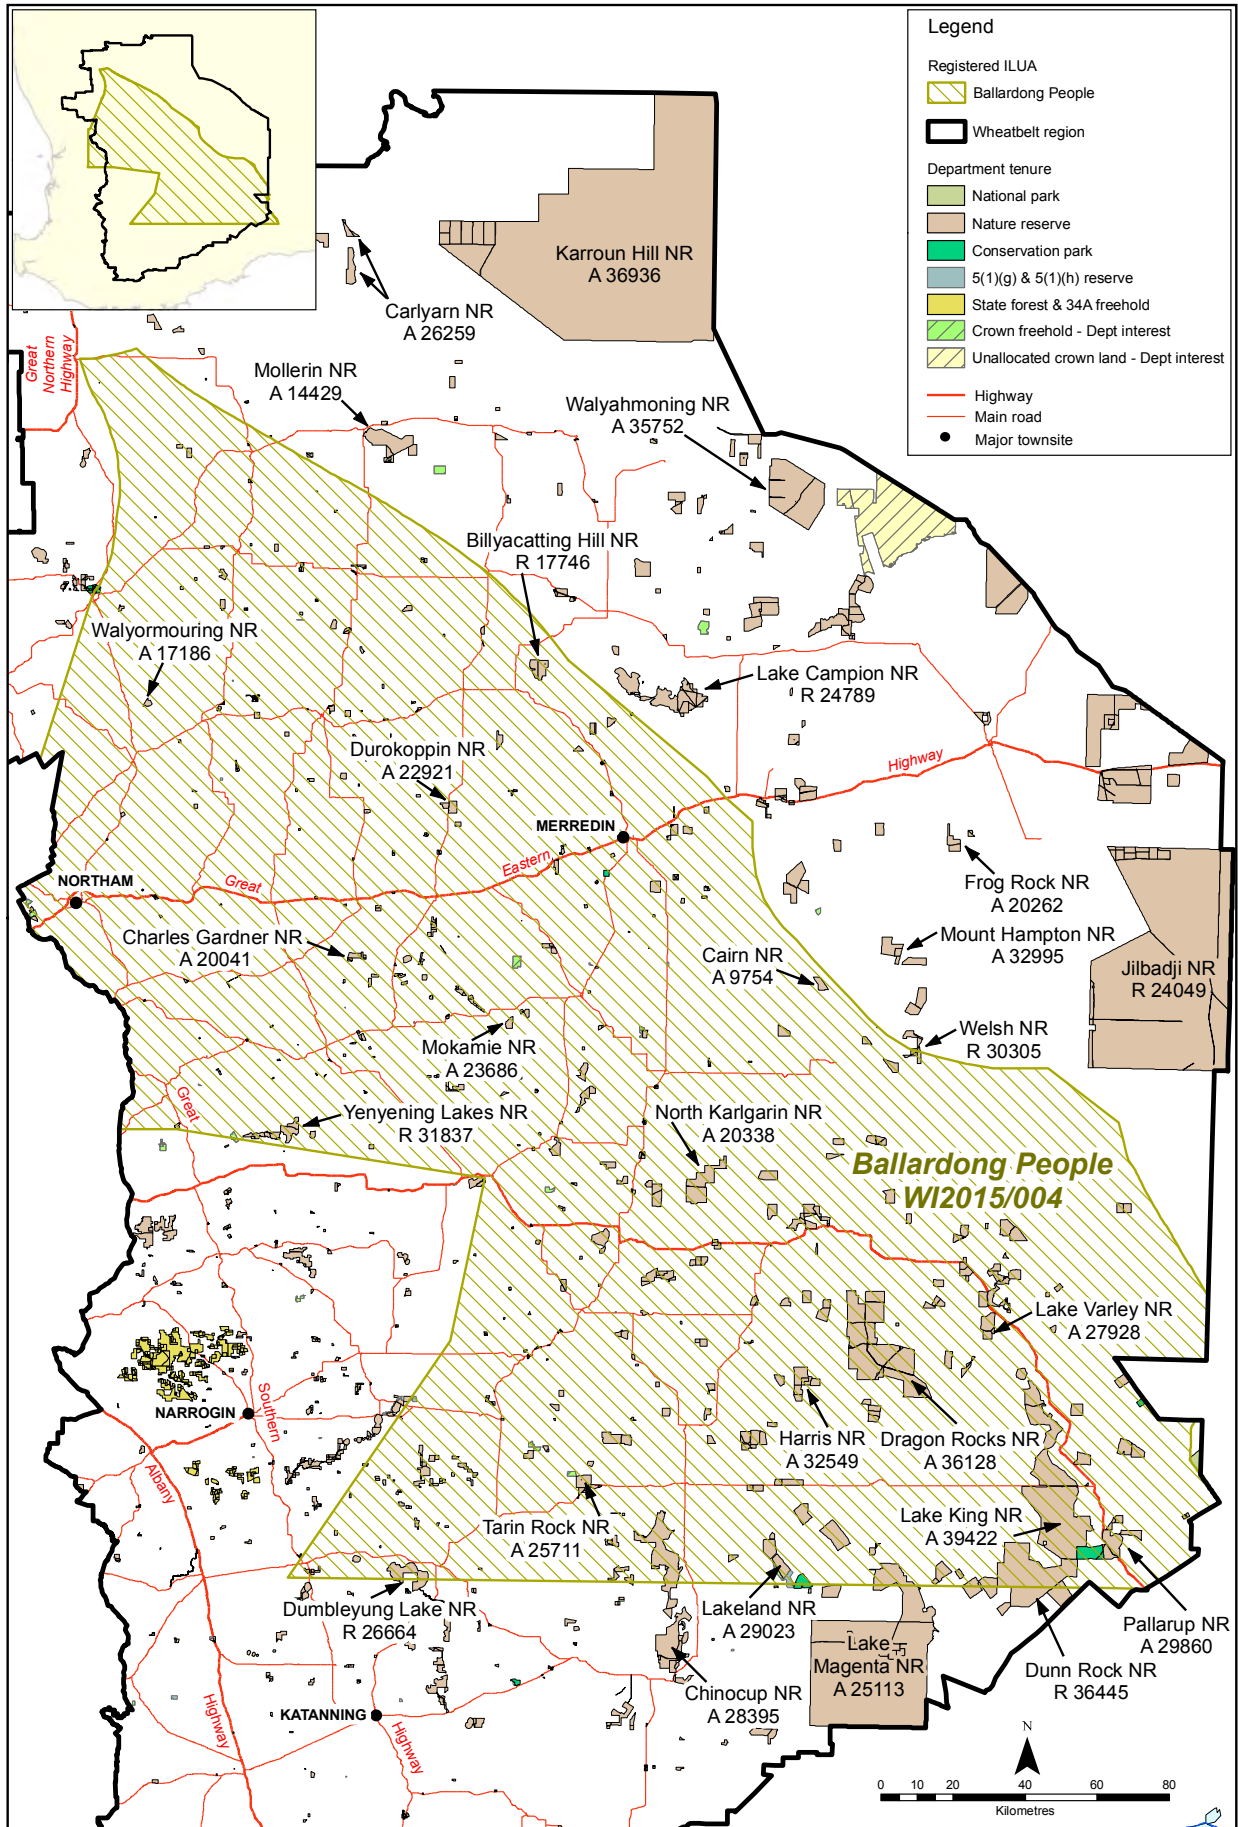 Legend
Registered ILUA
Ballardong People
Wheatbelt region
Department tenure
National park
Nature reserve
Conservation park
5(1)(g) & 5(1)(h) reserve
State forest & 34A freehold
Crown freehold - Dept interest
Unallocated crown land - Dept interest
Highway
Main road
Major townsite
Karroun Hill NR
A 36936
Carlyarn NR
A 26259
Great
Northern
Highway
Mollerin NR
A 14429
Walyahmoning NR
A 35752
Billyacatting Hill NR
R 17746
Walyormouring NR
A 17186
Lake Campion NR
R 24789
Durokoppin NR
A 22921
Highway
MERREDIN
Eastern
Great
NORTHAM
Frog Rock NR
A 20262
Charles Gardner NR
A 20041
Mount Hampton NR
A 32995
Cairn NR
A 9754
Jilbadji NR
R 24049
Mokamie NR
A 23686
Welsh NR
R 30305
Great
Yenyening Lakes NR
R 31837
North Karlgarin NR
A 20338
Ballardong People
WI2015/004
Lake Varley NR
A 27928
NARROGIN
Southern
Harris NR
A 32549
Dragon Rocks NR
A 36128
Albany
Tarin Rock NR
A 25711
Lake King NR
A 39422
Dumbleyung Lake NR
R 26664
Lakeland NR
A 29023
Pallarup NR
A 29860
Lake
Magenta NR
A 25113
Dunn Rock NR
R 36445
Chinocup NR
A 28395
KATANNING
Highway
Highway
N
0 10 20 40 60 80
Kilometres